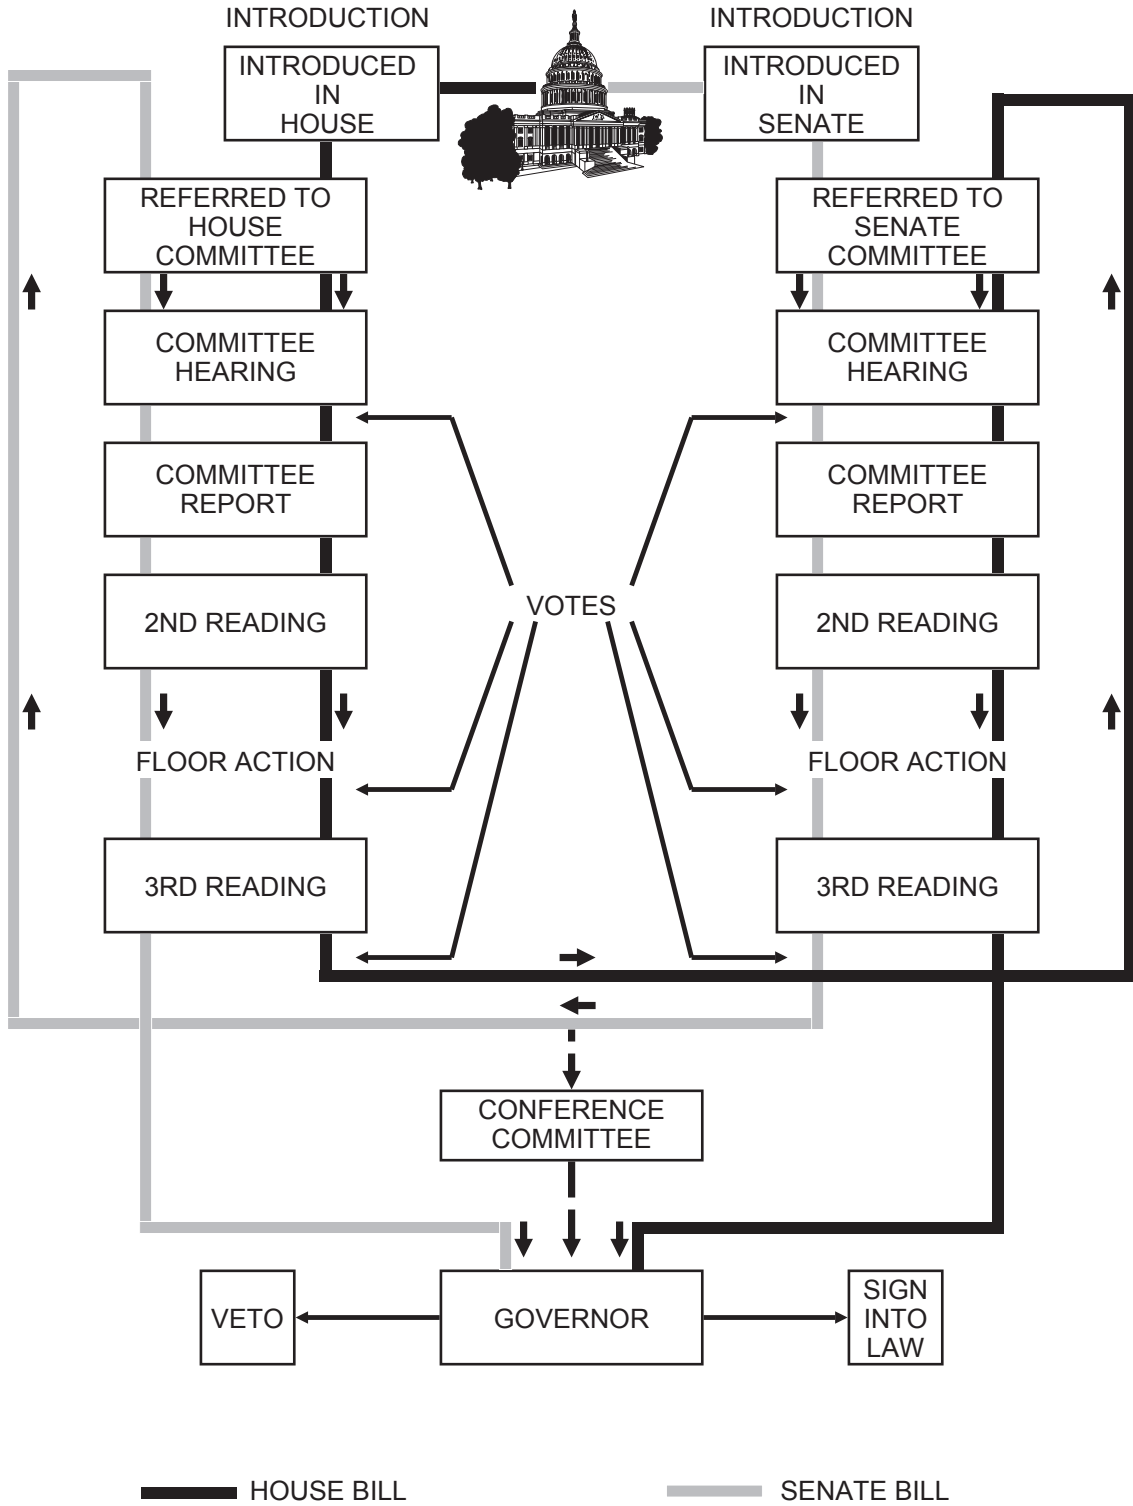 INTRODUCTION
INTRODUCTION
INTRODUCED
IN
HOUSE
INTRODUCED
IN
SENATE
REFERRED TO
HOUSE
COMMITTEE
REFERRED TO
SENATE
COMMITTEE
COMMITTEE
HEARING
COMMITTEE
HEARING
COMMITTEE
REPORT
COMMITTEE
REPORT
2ND READING
VOTES
2ND READING
FLOOR ACTION
FLOOR ACTION
3RD READING
3RD READING
CONFERENCE
COMMITTEE
VETO
GOVERNOR
SIGN
INTO
LAW
HOUSE BILL
SENATE BILL